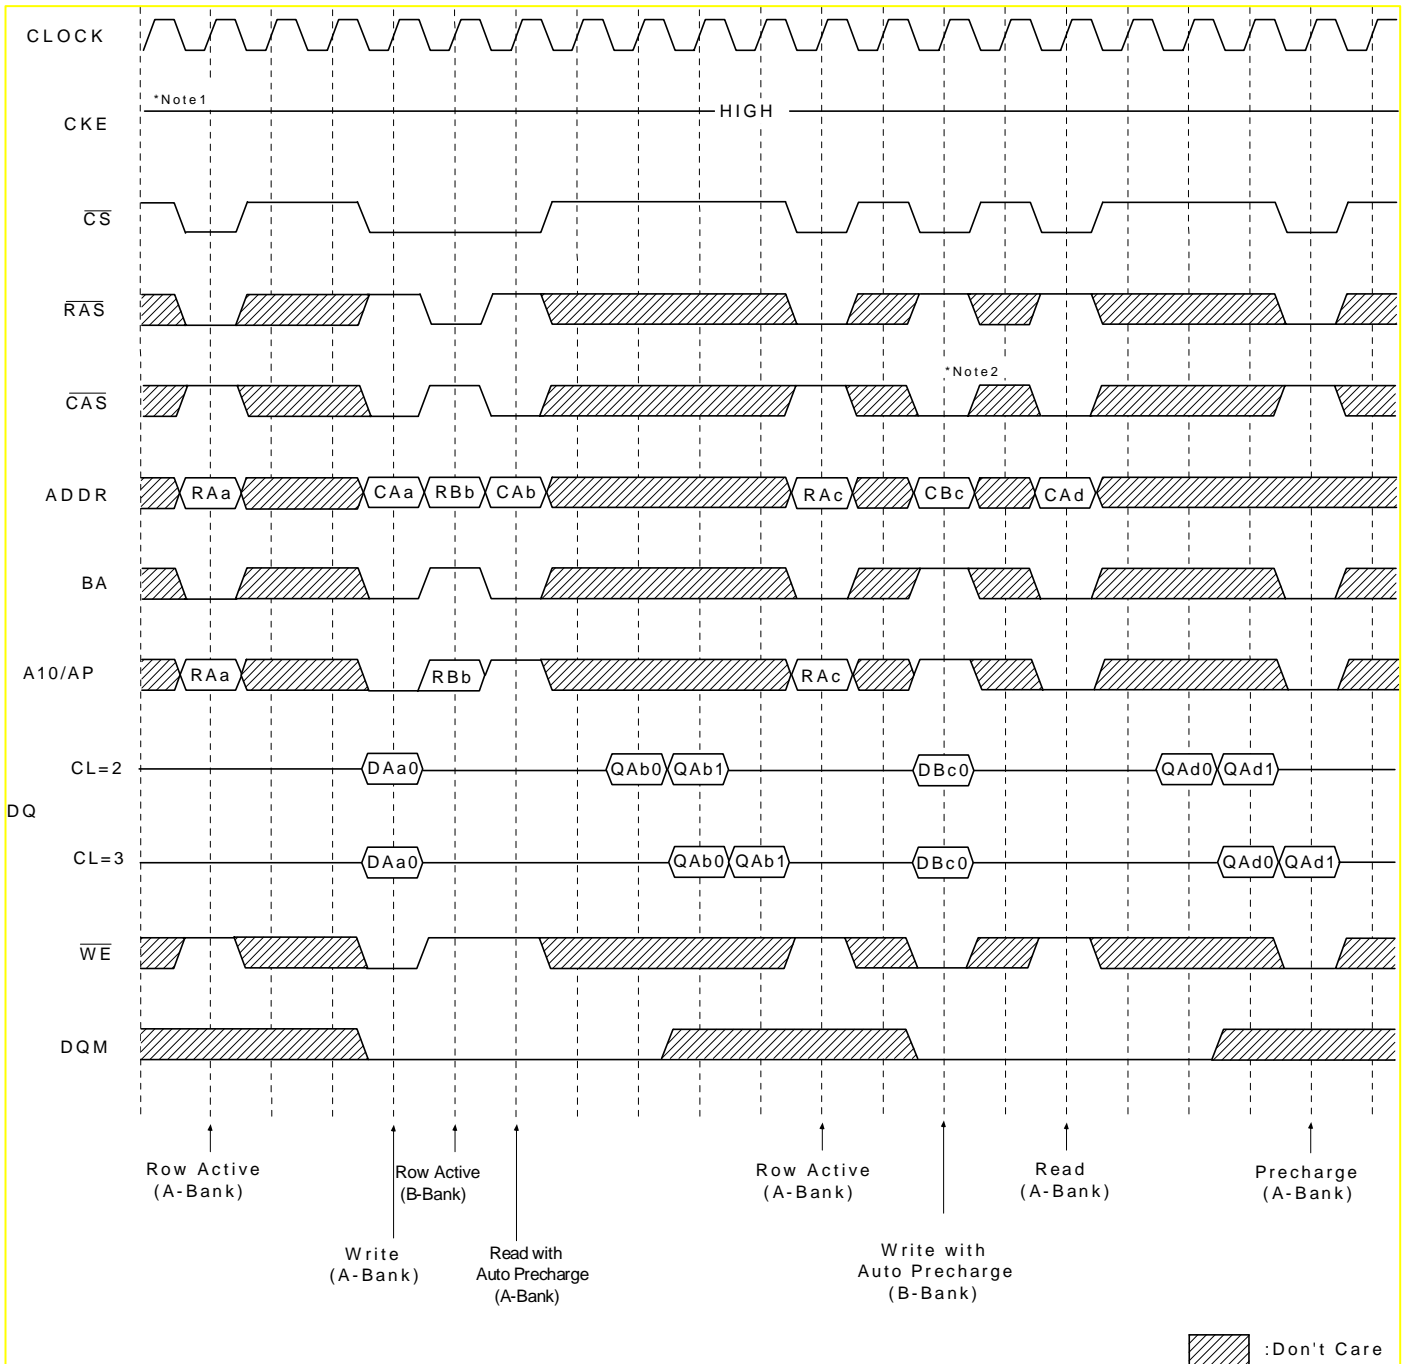 CLOCK
*Note1
HIGH
CKE
CS
RAS
*Note2
CAS
ADDR RAa CAa RBb CAb RAc CBc CAd
BA
A10/AP RAa RBb RAc
CL=2 DAa0 QAb0 QAb1 DBc0 QAd0 QAd1
DQ
CL=3 DAa0 QAb0 QAb1 DBc0 QAd0 QAd1
WE
DQM
Row Active
(A-Bank)
Row Active
(B-Bank)
Row Active
(A-Bank)
Read
(A-Bank)
Precharge
(A-Bank)
Write
(A-Bank)
Read with
Auto Precharge
(A-Bank)
Write with
Auto Precharge
(B-Bank)
:Don't Care